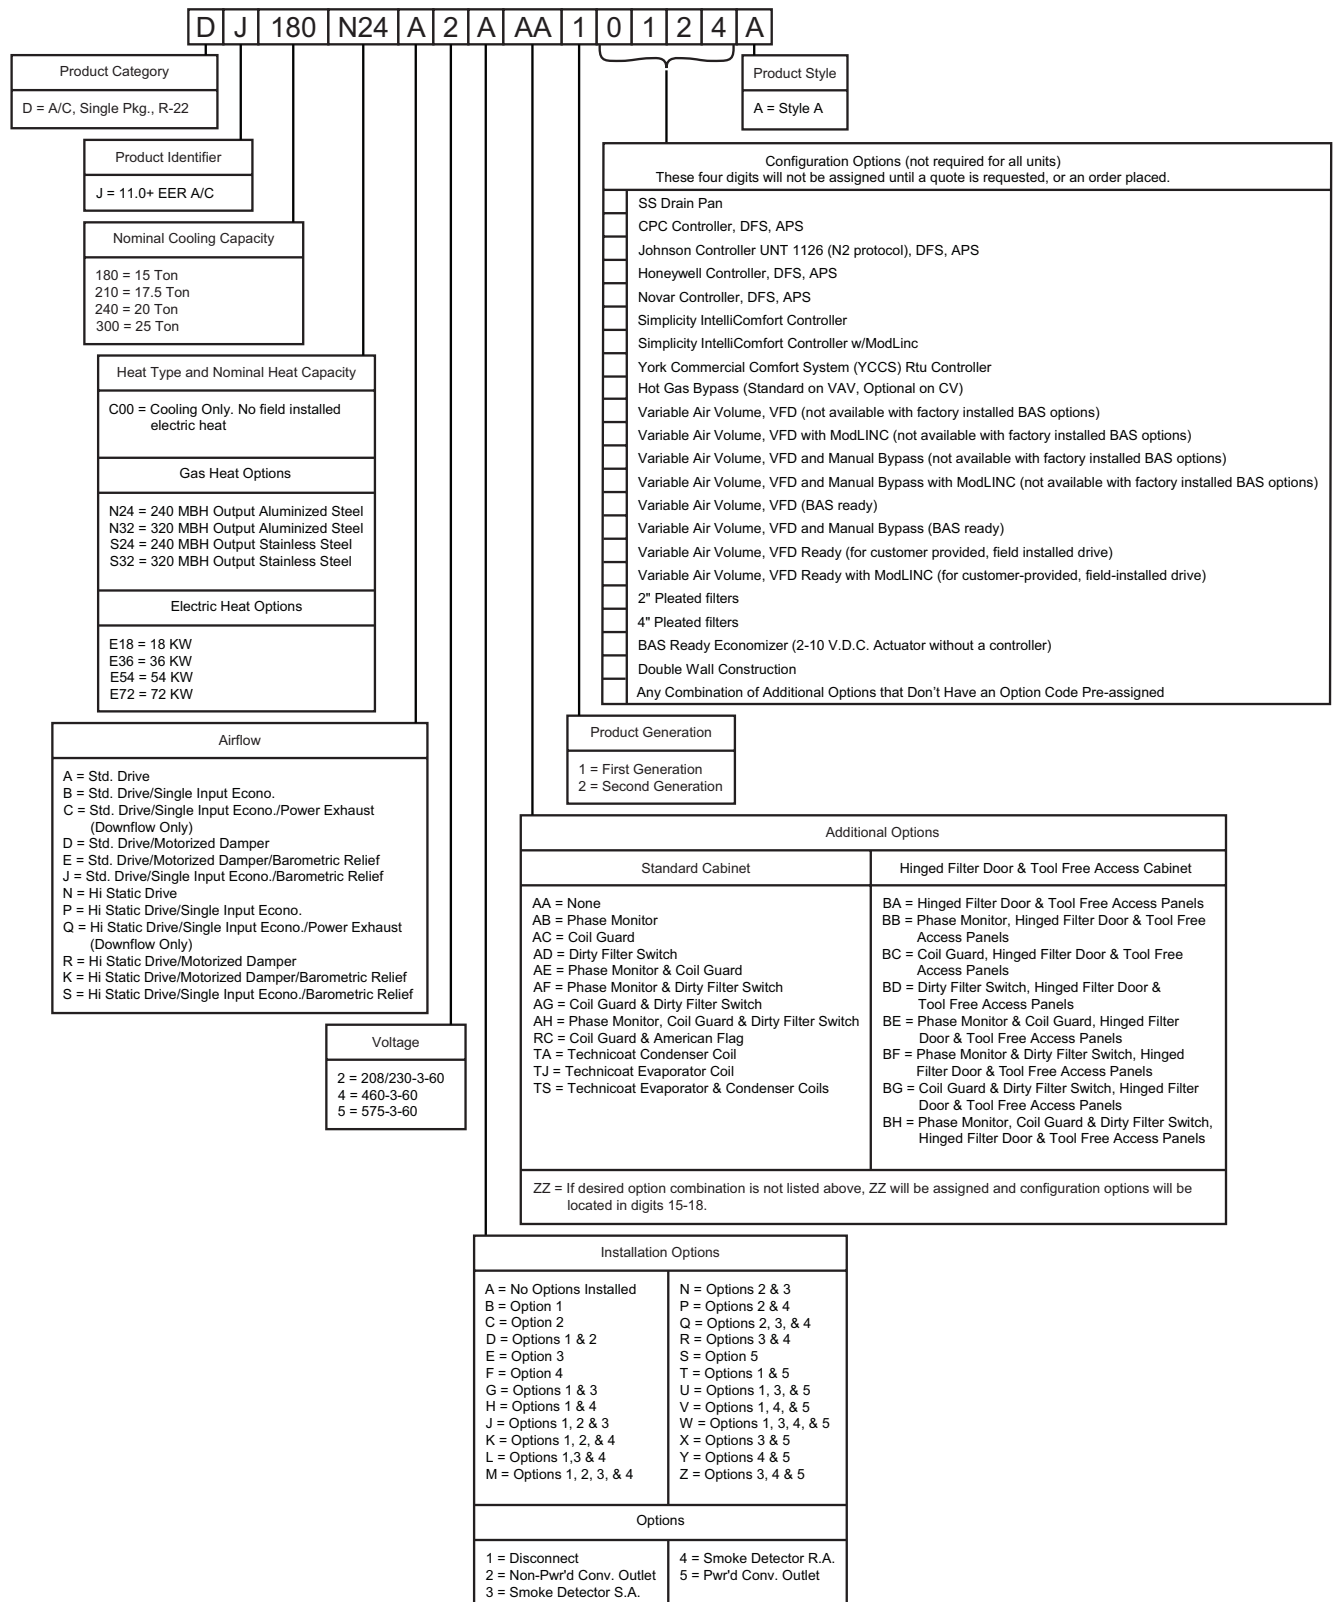 D J 180 N24 A 2 A AA 1 0 1 2 4 A
Product Category
D = A/C, Single Pkg., R-22
Product Identifier
J = 11.0+ EER A/C
Nominal Cooling Capacity
180 = 15 Ton
210 = 17.5 Ton
240 = 20 Ton
300 = 25 Ton
Heat Type and Nominal Heat Capacity
C00 = Cooling Only. No field installed
electric heat
Gas Heat Options
N24 = 240 MBH Output Aluminized Steel
N32 = 320 MBH Output Aluminized Steel
S24 = 240 MBH Output Stainless Steel
S32 = 320 MBH Output Stainless Steel
Electric Heat Options
E18 = 18 KW
E36 = 36 KW
E54 = 54 KW
E72 = 72 KW
Airflow
A = Std. Drive
B = Std. Drive/Single Input Econo.
C = Std. Drive/Single Input Econo./Power Exhaust
(Downflow Only)
D = Std. Drive/Motorized Damper
E = Std. Drive/Motorized Damper/Barometric Relief
J = Std. Drive/Single Input Econo./Barometric Relief
N = Hi Static Drive
P = Hi Static Drive/Single Input Econo.
Q = Hi Static Drive/Single Input Econo./Power Exhaust
(Downflow Only)
R = Hi Static Drive/Motorized Damper
K = Hi Static Drive/Motorized Damper/Barometric Relief
S = Hi Static Drive/Single Input Econo./Barometric Relief
Voltage
2 = 208/230-3-60
4 = 460-3-60
5 = 575-3-60
Product Style
A = Style A
Configuration Options (not required for all units)
These four digits will not be assigned until a quote is requested, or an order placed.
SS Drain Pan
CPC Controller, DFS, APS
Johnson Controller UNT 1126 (N2 protocol), DFS, APS
Honeywell Controller, DFS, APS
Novar Controller, DFS, APS
Simplicity IntelliComfort Controller
Simplicity IntelliComfort Controller w/ModLinc
York Commercial Comfort System (YCCS) Rtu Controller
Hot Gas Bypass (Standard on VAV, Optional on CV)
Variable Air Volume, VFD (not available with factory installed BAS options)
Variable Air Volume, VFD with ModLINC (not available with factory installed BAS options)
Variable Air Volume, VFD and Manual Bypass (not available with factory installed BAS options)
Variable Air Volume, VFD and Manual Bypass with ModLINC (not available with factory installed BAS options)
Variable Air Volume, VFD (BAS ready)
Variable Air Volume, VFD and Manual Bypass (BAS ready)
Variable Air Volume, VFD Ready (for customer provided, field installed drive)
Variable Air Volume, VFD Ready with ModLINC (for customer-provided, field-installed drive)
2" Pleated filters
4" Pleated filters
BAS Ready Economizer (2-10 V.D.C. Actuator without a controller)
Double Wall Construction
Any Combination of Additional Options that Don't Have an Option Code Pre-assigned
Product Generation
1 = First Generation
2 = Second Generation
Additional Options
Standard Cabinet
AA = None
AB = Phase Monitor
AC = Coil Guard
AD = Dirty Filter Switch
AE = Phase Monitor & Coil Guard
AF = Phase Monitor & Dirty Filter Switch
AG = Coil Guard & Dirty Filter Switch
AH = Phase Monitor, Coil Guard & Dirty Filter Switch
RC = Coil Guard & American Flag
TA = Technicoat Condenser Coil
TJ = Technicoat Evaporator Coil
TS = Technicoat Evaporator & Condenser Coils
Hinged Filter Door & Tool Free Access Cabinet
BA = Hinged Filter Door & Tool Free Access Panels
BB = Phase Monitor, Hinged Filter Door & Tool Free
Access Panels
BC = Coil Guard, Hinged Filter Door & Tool Free
Access Panels
BD = Dirty Filter Switch, Hinged Filter Door &
Tool Free Access Panels
BE = Phase Monitor & Coil Guard, Hinged Filter
Door & Tool Free Access Panels
BF = Phase Monitor & Dirty Filter Switch, Hinged
Filter Door & Tool Free Access Panels
BG = Coil Guard & Dirty Filter Switch, Hinged Filter
Door & Tool Free Access Panels
BH = Phase Monitor, Coil Guard & Dirty Filter Switch,
Hinged Filter Door & Tool Free Access Panels
ZZ = If desired option combination is not listed above, ZZ will be assigned and configuration options will be
located in digits 15-18.
Installation Options
A = No Options Installed
B = Option 1
C = Option 2
D = Options 1 & 2
E = Option 3
F = Option 4
G = Options 1 & 3
H = Options 1 & 4
J = Options 1, 2 & 3
K = Options 1, 2, & 4
L = Options 1,3 & 4
M = Options 1, 2, 3, & 4
N = Options 2 & 3
P = Options 2 & 4
Q = Options 2, 3, & 4
R = Options 3 & 4
S = Option 5
T = Options 1 & 5
U = Options 1, 3, & 5
V = Options 1, 4, & 5
W = Options 1, 3, 4, & 5
X = Options 3 & 5
Y = Options 4 & 5
Z = Options 3, 4 & 5
Options
1 = Disconnect
2 = Non-Pwr'd Conv. Outlet
3 = Smoke Detector S.A.
4 = Smoke Detector R.A.
5 = Pwr'd Conv. Outlet